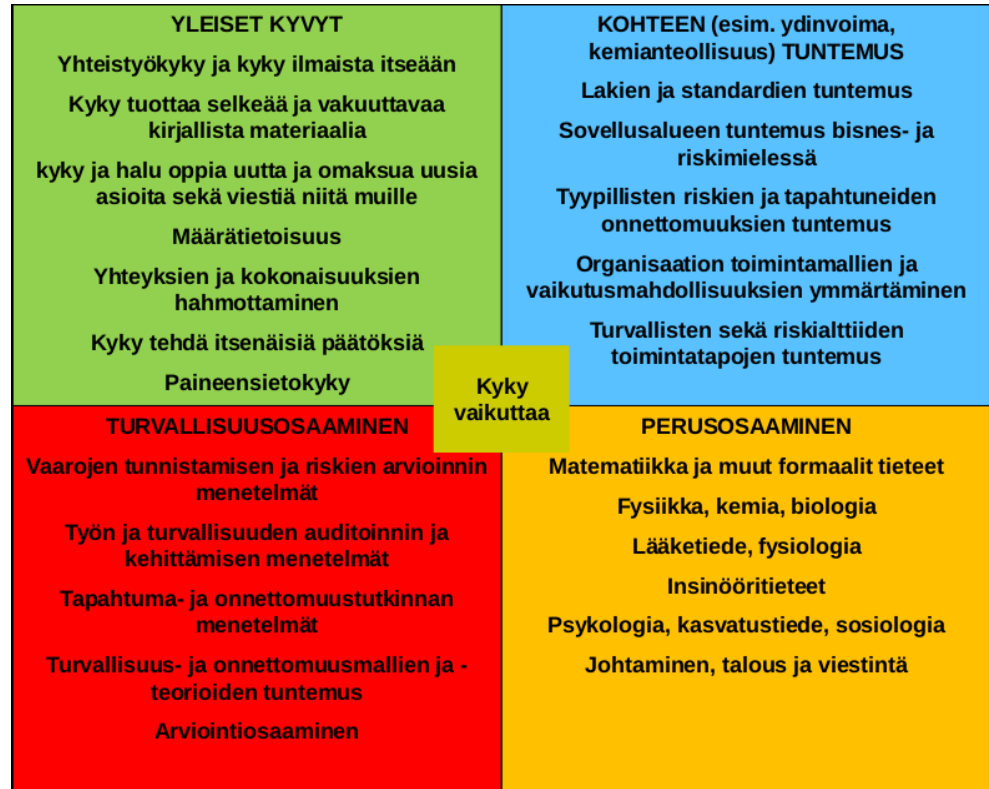 YLEISET KYVYT
Yhteistyökyky ja kyky ilmaista itseään
Kyky tuottaa selkeää ja vakuuttavaa
kirjallista materiaalia
kyky ja halu oppia uutta ja omaksua uusia
asioita sekä viestiä niitä muille
Määrätietoisuus
Yhteyksien ja kokonaisuuksien
hahmottaminen
Kyky tehdä itsenäisiä päätöksiä
Paineensietokyky
KOHTEEN (esim. ydinvoima,
kemianteollisuus) TUNTEMUS
Lakien ja standardien tuntemus
Sovellusalueen tuntemus bisnes- ja
riskimielessä
Tyypillisten riskien ja tapahtuneiden
onnettomuuksien tuntemus
Organisaation toimintamallien ja
vaikutusmahdollisuuksien ymmärtäminen
Turvallisten sekä riskialttiiden
toimintatapojen tuntemus
Kyky
vaikuttaa
TURVALLISUUSOSAAMINEN
Vaarojen tunnistamisen ja riskien arvioinnin
menetelmät
Työn ja turvallisuuden auditoinnin ja
kehittämisen menetelmät
Tapahtuma- ja onnettomuustutkinnan
menetelmät
Turvallisuus- ja onnettomuusmallien ja -
teorioiden tuntemus
Arviointiosaaminen
PERUSOSAAMINEN
Matematiikka ja muut formaalit tieteet
Fysiikka, kemia, biologia
Lääketiede, fysiologia
Insinööritieteet
Psykologia, kasvatustiede, sosiologia
Johtaminen, talous ja viestintä